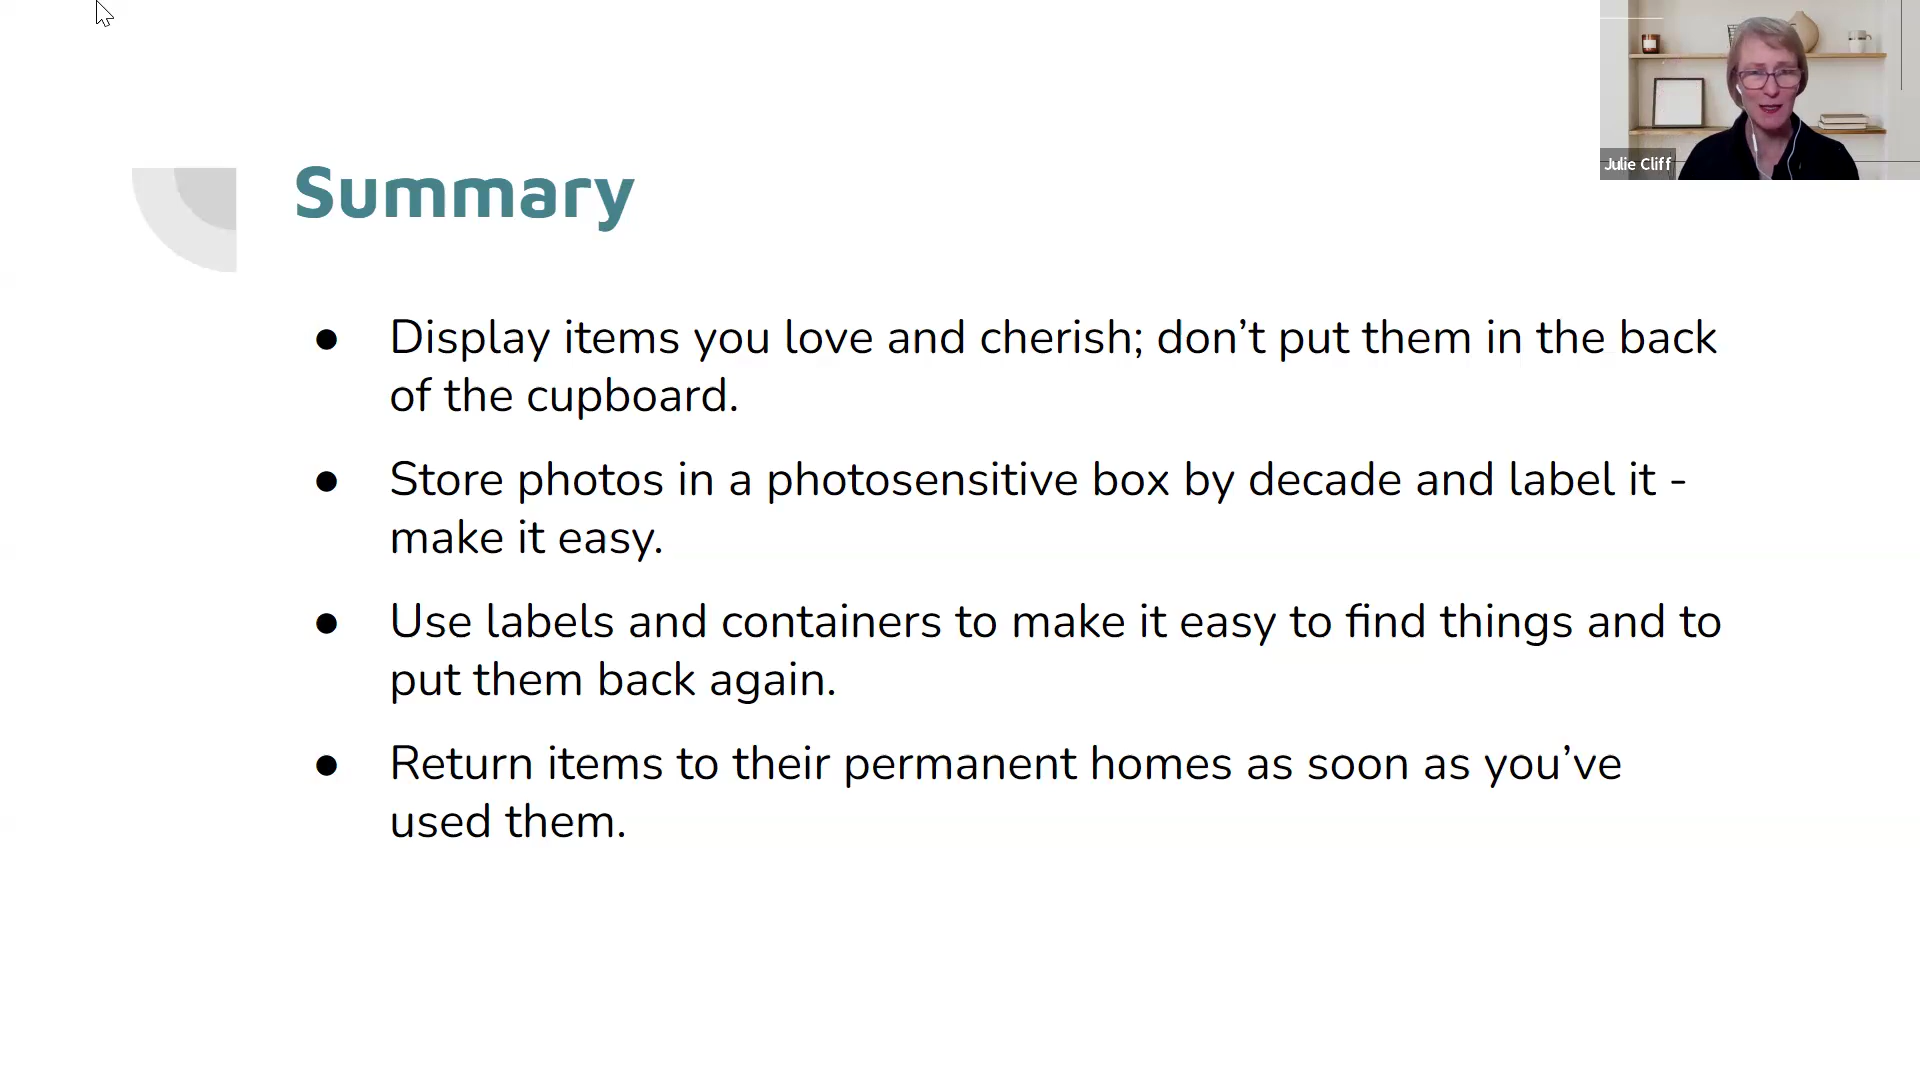 Julie Cliff
Summary
● Display items you love and cherish; don’t put them in the back
of the cupboard.
● Store photos in a photosensitive box by decade and label it -
make it easy.
● Use labels and containers to make it easy to find things and to
put them back again.
● Return items to their permanent homes as soon as you’ve
used them.